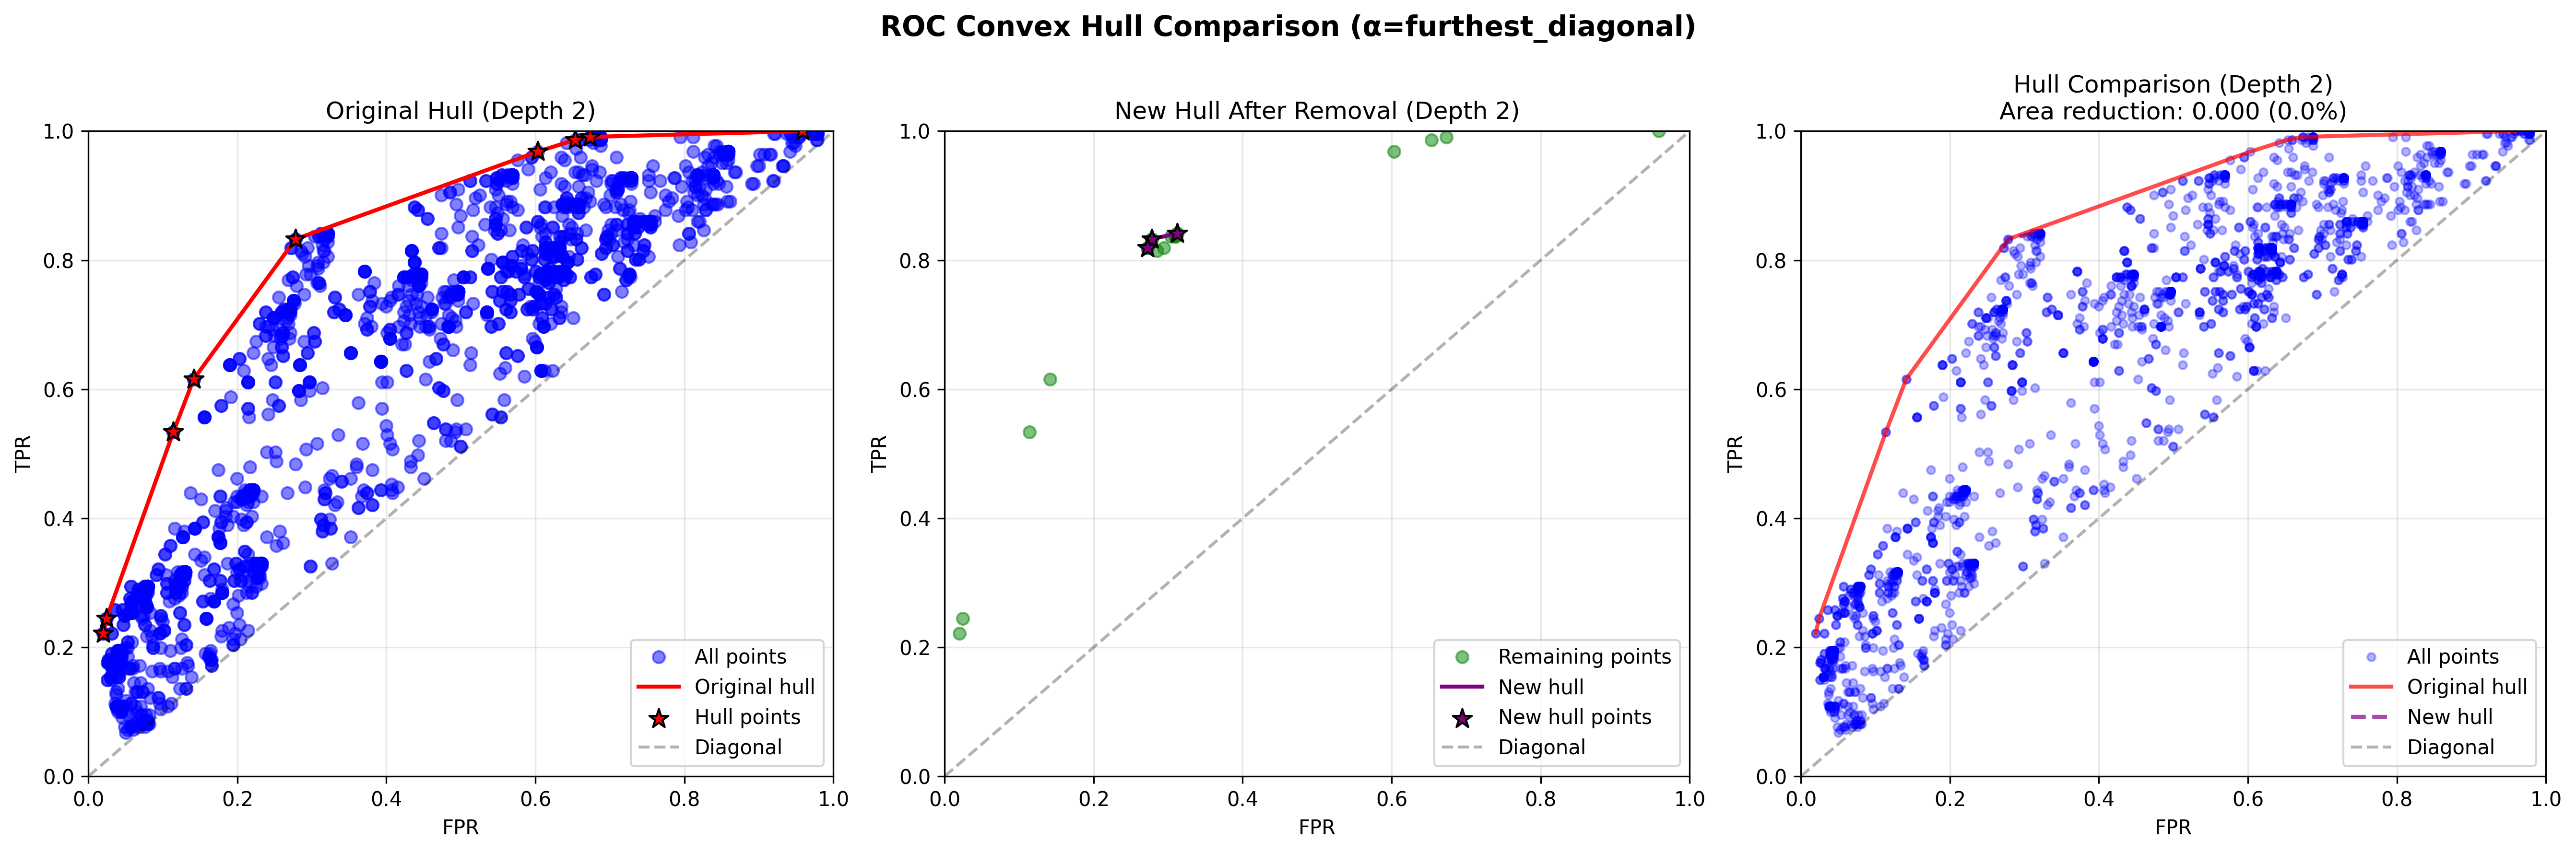 ROC Convex Hull Comparison (α=furthest_diagonal)
Original Hull (Depth 2)
1.0
0.8
0.6
0.4
0.2
0.0
TPR
0.0 0.2 0.4 0.6 0.8 1.0
FPR
All points
Original hull
Hull points
Diagonal
New Hull After Removal (Depth 2)
1.0
0.8
0.6
0.4
0.2
0.0
TPR
0.0 0.2 0.4 0.6 0.8 1.0
FPR
Remaining points
New hull
New hull points
Diagonal
Hull Comparison (Depth 2)
Area reduction: 0.000 (0.0%)
1.0
0.8
0.6
0.4
0.2
0.0
TPR
0.0 0.2 0.4 0.6 0.8 1.0
FPR
All points
Original hull
New hull
Diagonal